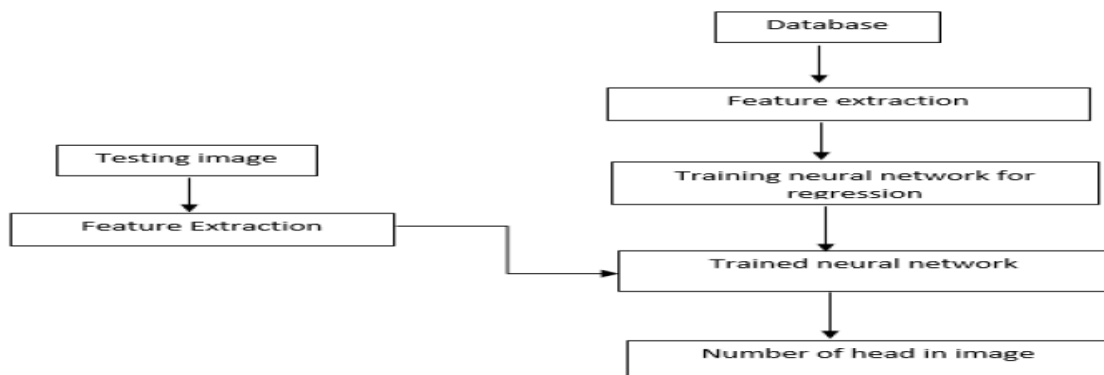 Database
Feature extraction
Testing image
Training neural network for
regression
Feature Extraction
Trained neural network
Number of head in image